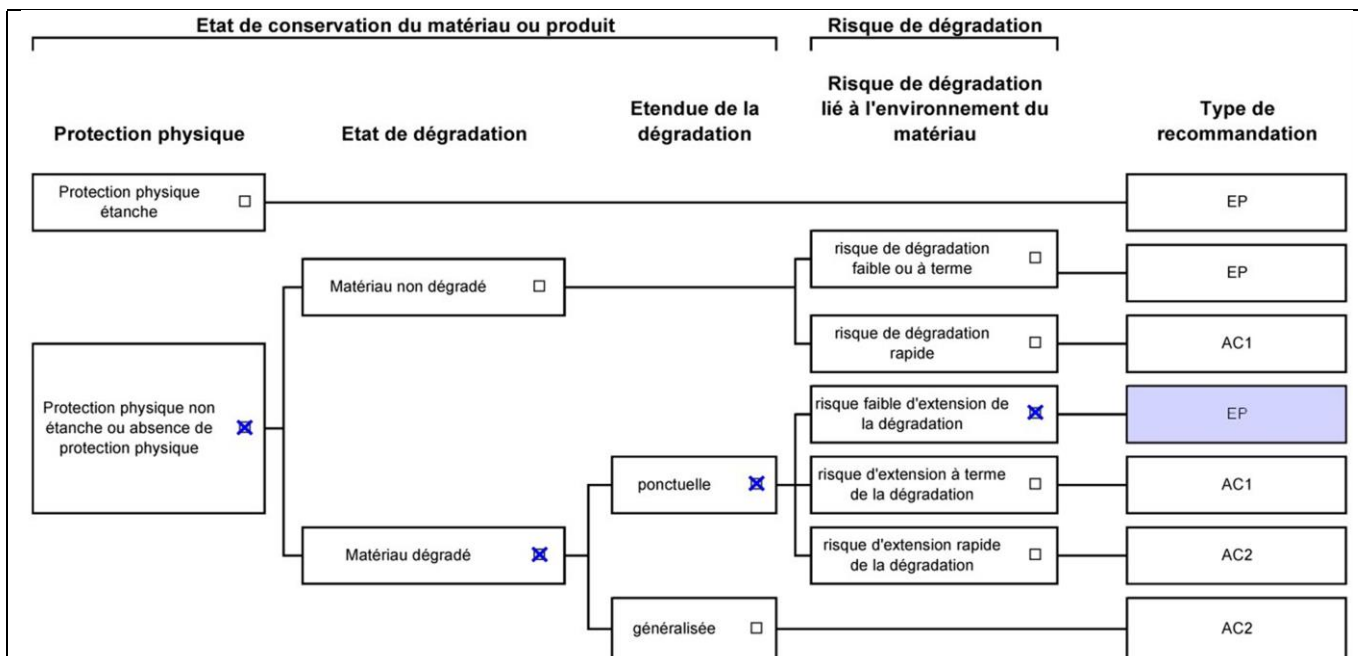 Etat de conservation du matériau ou produit
Risque de dégradation
Protection physique
Etat de dégradation
Etendue de la
dégradation
Risque de dégradation
lié à l'environnement du
matériau
Type de
recommandation
Protection physique
étanche
EP
risque de dégradation
faible ou à terme
EP
Matériau non dégradé
risque de dégradation
rapide
AC1
Protection physique non
étanche ou absence de
protection physique
risque faible d'extension de
la dégradation
EP
ponctuelle
risque d'extension à terme
de la dégradation
AC1
Matériau dégradé
risque d'extension rapide
de la dégradation
AC2
généralisée
AC2